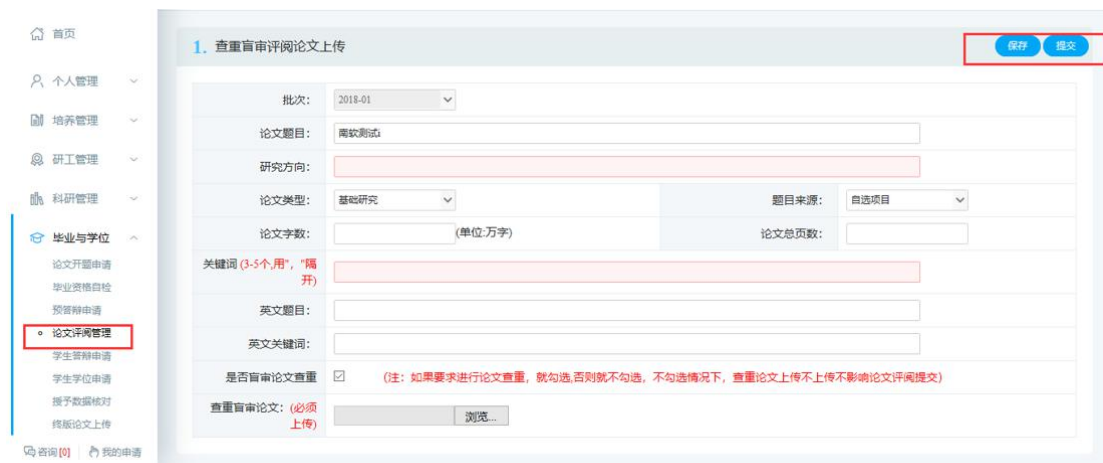 首页
个人管理
培养管理
研工管理
科研管理
毕业与学位
论文开题申请
毕业资格自检
预答辩申请
论文评阅管理
学生答辩申请
学生学位申请
授予数据核对
终版论文上传
咨询[0] 我的申请
1. 查重盲审评阅论文上传 保存 提交
批次： 2018-01
论文题目： 南软测试i
研究方向：
论文类型： 基础研究 题目来源： 自选项目
论文字数： (单位:万字) 论文总页数：
关键词 (3-5个,用"，"隔
开)
英文题目：
英文关键词：
是否盲审论文查重 (注：如果要求进行论文查重，就勾选,否则就不勾选，不勾选情况下，查重论文上传不上传不影响论文评阅提交)
查重盲审论文：(必须
上传) 浏览...